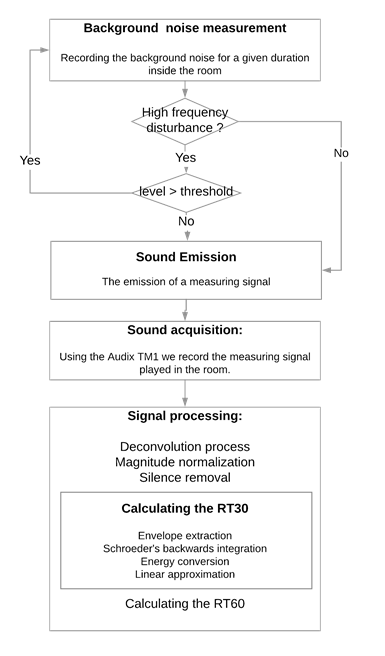 Background noise measurement
Recording the background noise for a given duration
inside the room
High frequency
disturbance ?
Yes
No
Yes
level > threshold
No
Sound Emission
The emission of a measuring signal
Sound acquisition:
Using the Audix TM1 we record the measuring signal
played in the room.
Signal processing:
Deconvolution process
Magnitude normalization
Silence removal
Calculating the RT30
Envelope extraction
Schroeder's backwards integration
Energy conversion
Linear approximation
Calculating the RT60